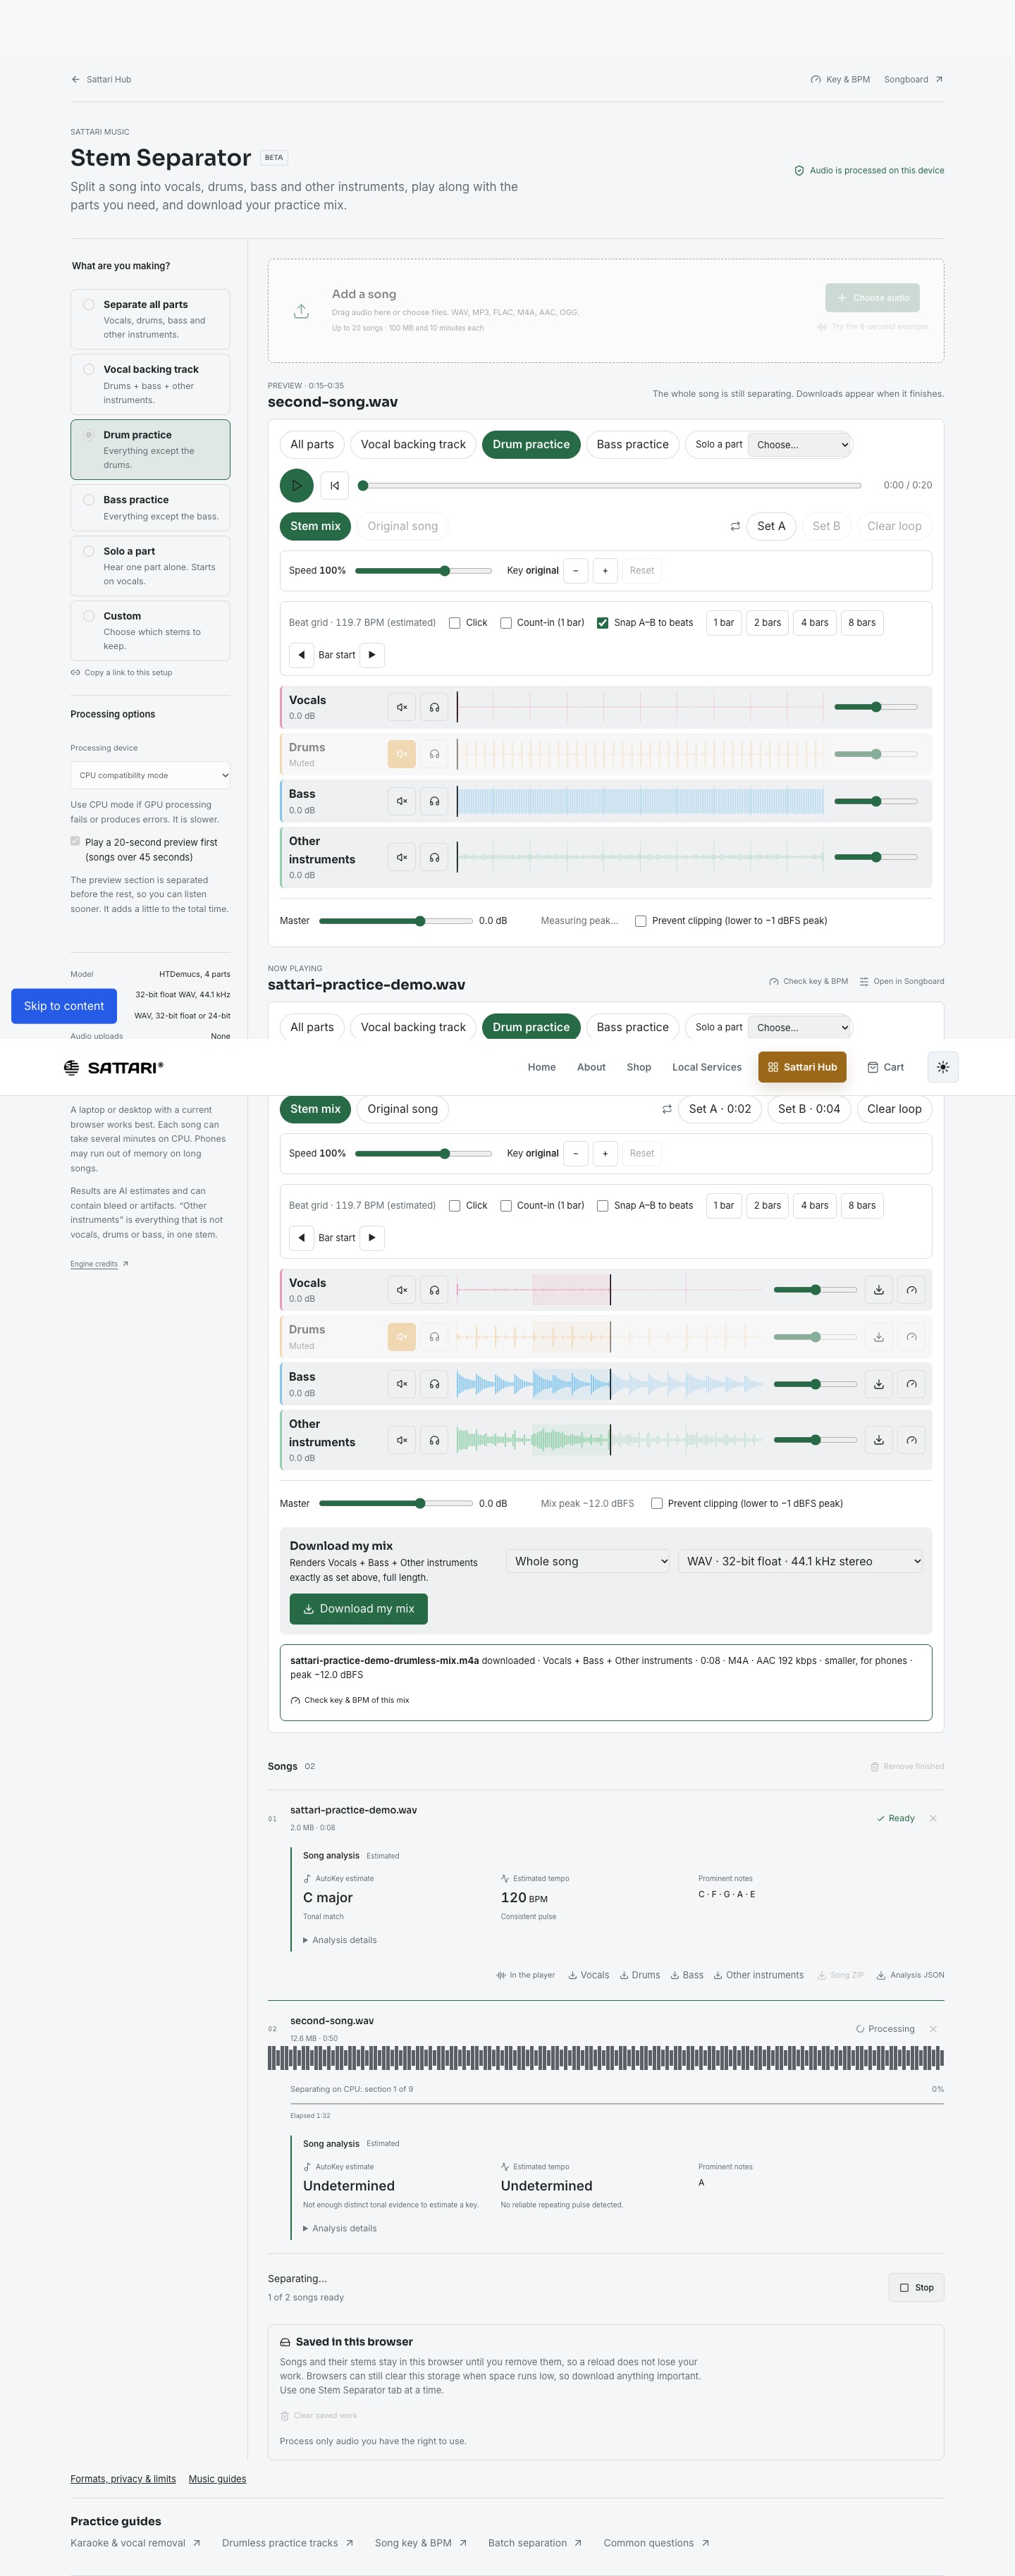 Sattari Hub
Key & BPM
Songboard
SATTARI MUSIC
Stem Separator BETA
Split a song into vocals, drums, bass and other instruments, play along with the
parts you need, and download your practice mix.
Audio is processed on this device
What are you making?
Separate all parts
Vocals, drums, bass and
other instruments.
Vocal backing track
Drums + bass + other
instruments.
Drum practice
Everything except the
drums.
Bass practice
Everything except the bass.
Solo a part
Hear one part alone. Starts
on vocals.
Custom
Choose which stems to
keep.
Copy a link to this setup
Processing options
Processing device
CPU compatibility mode
Use CPU mode if GPU processing
fails or produces errors. It is slower.
Play a 20-second preview first
(songs over 45 seconds)
The preview section is separated
before the rest, so you can listen
sooner. It adds a little to the total time.
Model HTDemucs, 4 parts
32-bit float WAV, 44.1 kHz
Skip to content
WAV, 32-bit float or 24-bit
Audio uploads None
Add a song
Drag audio here or choose files. WAV, MP3, FLAC, M4A, AAC, OGG.
Up to 20 songs · 100 MB and 10 minutes each
Choose audio
Try the 8-second example
PREVIEW · 0:15–0:35
second-song.wav
The whole song is still separating. Downloads appear when it finishes.
All parts Vocal backing track Drum practice Bass practice Solo a part Choose...
0:00 / 0:20
Stem mix Original song Set A Set B Clear loop
Speed 100% Key original − + Reset
Beat grid · 119.7 BPM (estimated) Click Count-in (1 bar) Snap A–B to beats 1 bar 2 bars 4 bars 8 bars
Bar start
Vocals
0.0 dB
Drums
Muted
Bass
0.0 dB
Other
instruments
0.0 dB
Master 0.0 dB Measuring peak… Prevent clipping (lower to −1 dBFS peak)
NOW PLAYING
sattari-practice-demo.wav
Check key & BPM Open in Songboard
All parts Vocal backing track Drum practice Bass practice Solo a part Choose...
SATTARI® Home About Shop Local Services Sattari Hub Cart
A laptop or desktop with a current
browser works best. Each song can
take several minutes on CPU. Phones
may run out of memory on long
songs.
Results are AI estimates and can
contain bleed or artifacts. “Other
instruments” is everything that is not
vocals, drums or bass, in one stem.
Engine credits
Stem mix Original song Set A · 0:02 Set B · 0:04 Clear loop
Speed 100% Key original − + Reset
Beat grid · 119.7 BPM (estimated) Click Count-in (1 bar) Snap A–B to beats 1 bar 2 bars 4 bars 8 bars
Bar start
Vocals
0.0 dB
Drums
Muted
Bass
0.0 dB
Other
instruments
0.0 dB
Master 0.0 dB Mix peak −12.0 dBFS Prevent clipping (lower to −1 dBFS peak)
Download my mix
Renders Vocals + Bass + Other instruments
exactly as set above, full length.
Whole song WAV · 32-bit float · 44.1 kHz stereo
Download my mix
sattari-practice-demo-drumless-mix.m4a downloaded · Vocals + Bass + Other instruments · 0:08 · M4A · AAC 192 kbps · smaller, for phones ·
peak −12.0 dBFS
Check key & BPM of this mix
Songs 02 Remove finished
01 sattari-practice-demo.wav
2.0 MB · 0:08
Ready
Song analysis Estimated
AutoKey estimate Estimated tempo Prominent notes
C major 120 BPM C · F · G · A · E
Tonal match Consistent pulse
Analysis details
In the player Vocals Drums Bass Other instruments Song ZIP Analysis JSON
02 second-song.wav
12.6 MB · 0:50
Processing
Separating on CPU: section 1 of 9 0%
Elapsed 1:32
Song analysis Estimated
AutoKey estimate Estimated tempo Prominent notes
Undetermined Undetermined A
Not enough distinct tonal evidence to estimate a key. No reliable repeating pulse detected.
Analysis details
Separating…
1 of 2 songs ready
Stop
Saved in this browser
Songs and their stems stay in this browser until you remove them, so a reload does not lose your
work. Browsers can still clear this storage when space runs low, so download anything important.
Use one Stem Separator tab at a time.
Clear saved work
Process only audio you have the right to use.
Formats, privacy & limits Music guides
Practice guides
Karaoke & vocal removal Drumless practice tracks Song key & BPM Batch separation Common questions